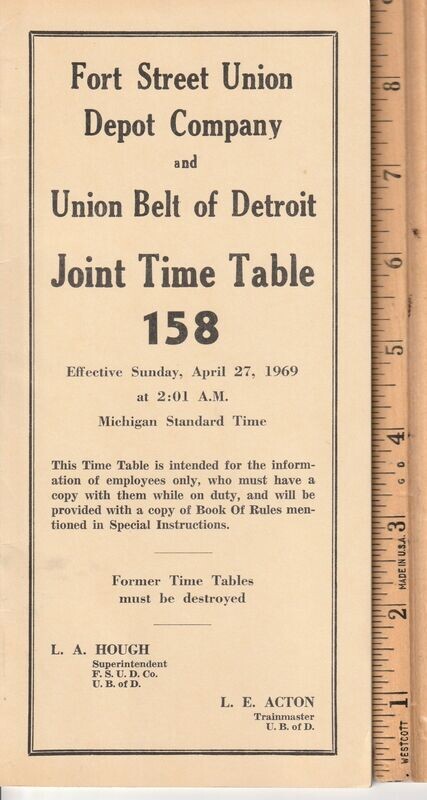 Fort Street Union
Depot Company
and
Union Belt of Detroit
Joint Time Table
158
Effective Sunday, April 27, 1969
at 2:01 A.M.
Michigan Standard Time
This Time Table is intended for the inform-
ation of employees only, who must have a
copy with them while on duty, and will be
provided with a copy of Book Of Rules men-
tioned in Special Instructions.
Former Time Tables
must be destroyed
L. A. HOUGH
Superintendent
F. S. U. D. Co.
U. B. of D.
L. E. ACTON
Trainmaster
U. B. of D.
8
7
6
5
4
3
2
1
MADE IN U.S.A.
WESTCOTT